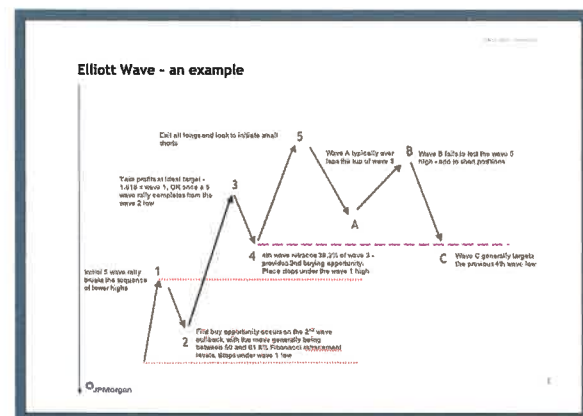 Elliott Wave - an example
Exit all longs and look to initiate small
shorts
5
Wave A typically over
laps the top of wave 3
B
Wave B fails to test the wave 5
high - add to short positions
Take profits at ideal target -
1.618 x wave 1, OR once a 5
wave rally completes from the
wave 2 low
3
A
4
4th wave retraces 38.2% of wave 3 -
provides 2nd buying opportunity.
Place stops under the wave 1 high
C
Wave C generally targets
the previous 4th wave low
Initial 5 wave rally
breaks the sequence
of lower highs
1
2
First buy opportunity occurs on the 2nd wave
pullback, with the move generally being
between 50 and 61.8% Fibonacci retracement
levels. Stops under wave 1 low
JPMorgan